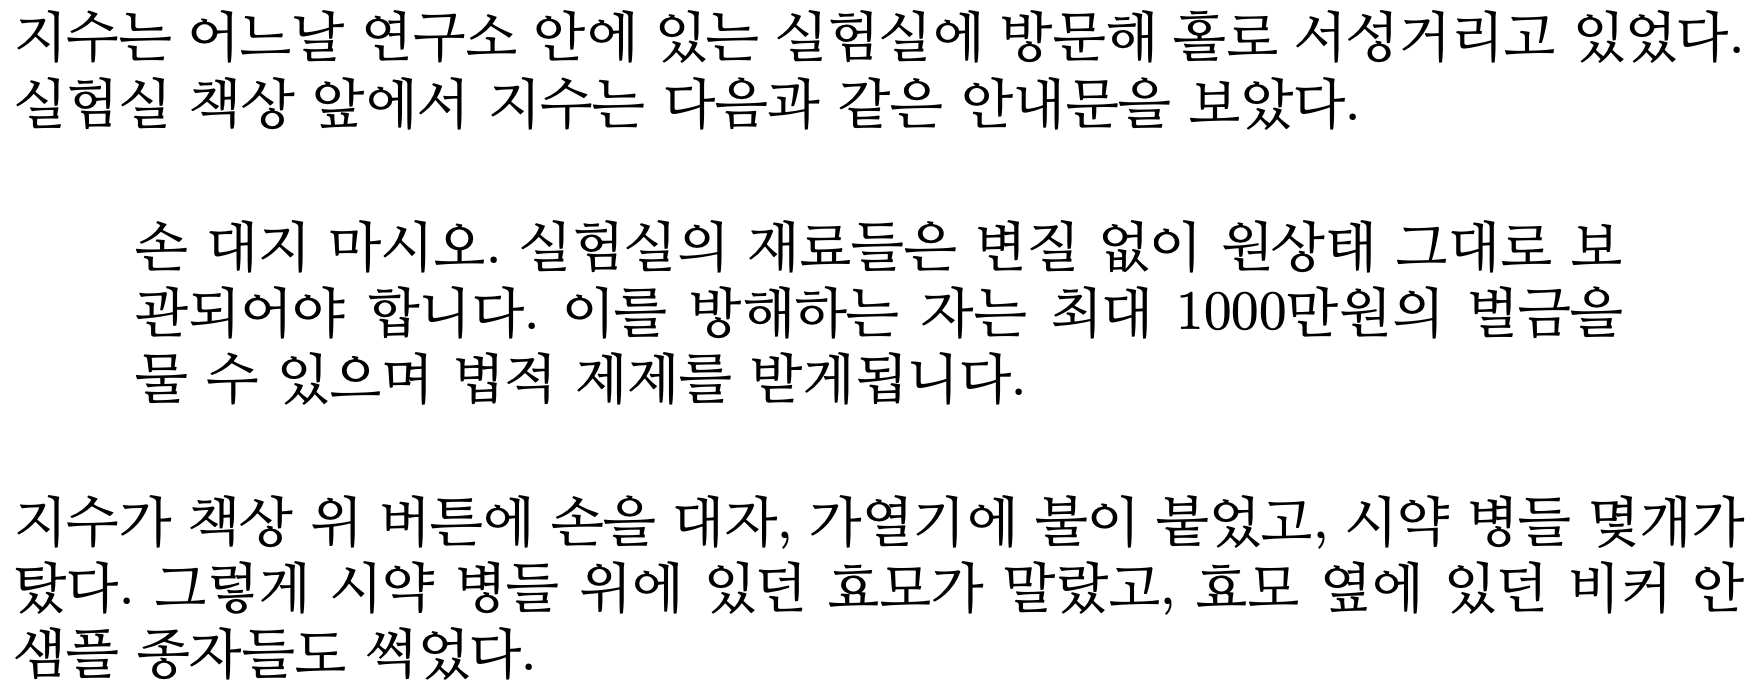 지수는 어느날 연구소 안에 있는 실험실에 방문해 홀로 서성거리고 있었다.
실험실 책상 앞에서 지수는 다음과 같은 안내문을 보았다.
손 대지 마시오. 실험실의 재료들은 변질 없이 원상태 그대로 보
관되어야 합니다. 이를 방해하는 자는 최대 1000만원의 벌금을
물 수 있으며 법적 제제를 받게됩니다.
지수가 책상 위 버튼에 손을 대자, 가열기에 불이 붙었고, 시약 병들 몇개가
탔다. 그렇게 시약 병들 위에 있던 효모가 말랐고, 효모 옆에 있던 비커 안
샘플 종자들도 썩었다.